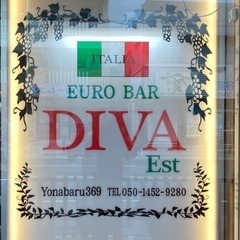 ITALIA
EURO BAR
DIVA
Est
Yonabaru369 TEL050-1452-9280